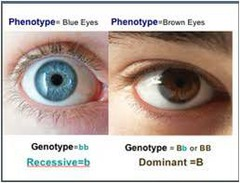 Phenotype= Blue Eyes
Phenotype=Brown Eyes
Genotype=bb
Genotype = Bb or BB
Recessive=b
Dominant =B